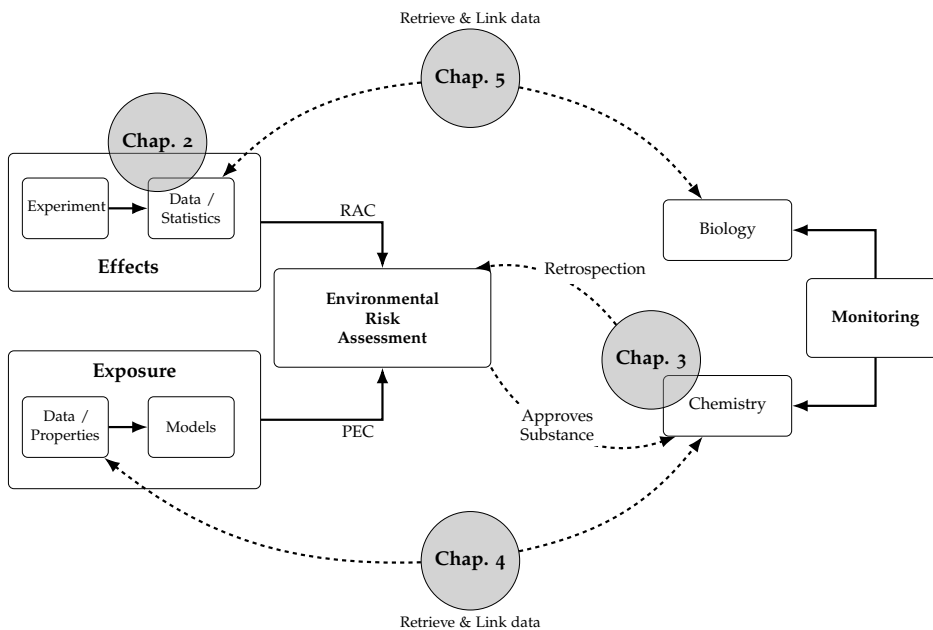 Retrieve & Link data
Chap. 5
Chap. 2
Experiment
Data /
Statistics
Effects
RAC
Biology
Retrospection
Environmental
Risk
Assessment
Monitoring
Chap. 3
Exposure
Data /
Properties
Models
PEC
Approves
Substance
Chemistry
Chap. 4
Retrieve & Link data